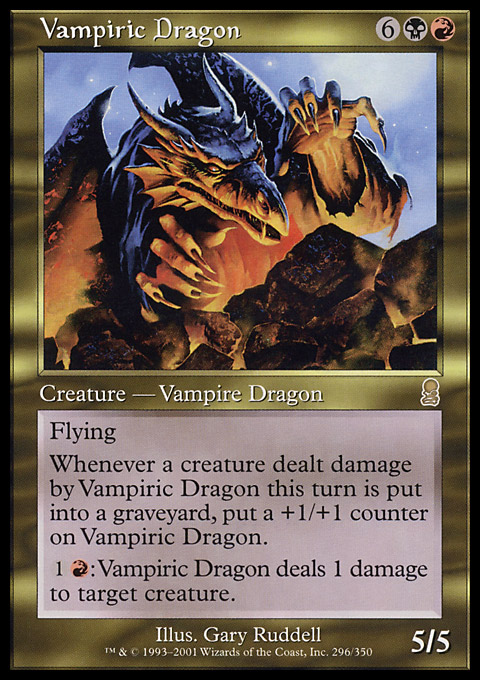 Vampiric Dragon 6
Creature — Vampire Dragon
Flying
Whenever a creature dealt damage
by Vampiric Dragon this turn is put
into a graveyard, put a +1/+1 counter
on Vampiric Dragon.
1 : Vampiric Dragon deals 1 damage
to target creature.
Illus. Gary Ruddell
™ & © 1993–2001 Wizards of the Coast, Inc. 296/350
5/5